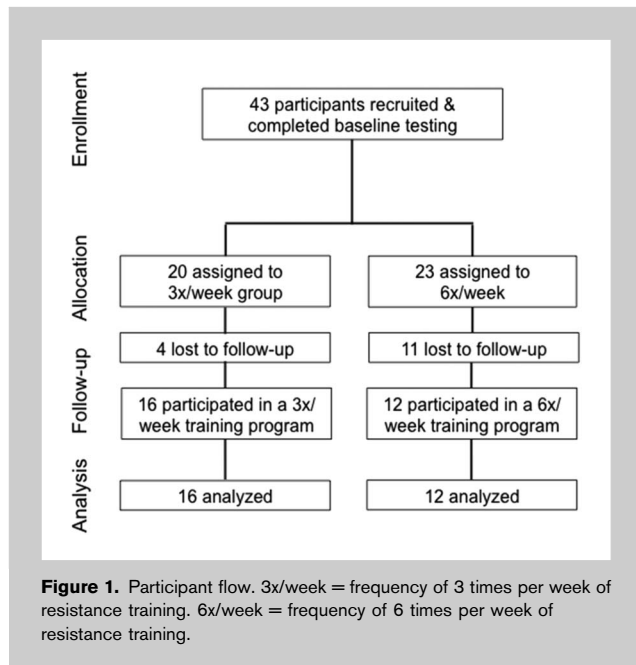 Enrollment
43 participants recruited &
completed baseline testing
Allocation
20 assigned to
3x/week group
23 assigned to
6x/week
Follow-up
4 lost to follow-up
11 lost to follow-up
16 participated in a 3x/
week training program
12 participated in a 6x/
week training program
Analysis
16 analyzed
12 analyzed
Figure 1. Participant flow. 3x/week = frequency of 3 times per week of
resistance training. 6x/week = frequency of 6 times per week of
resistance training.